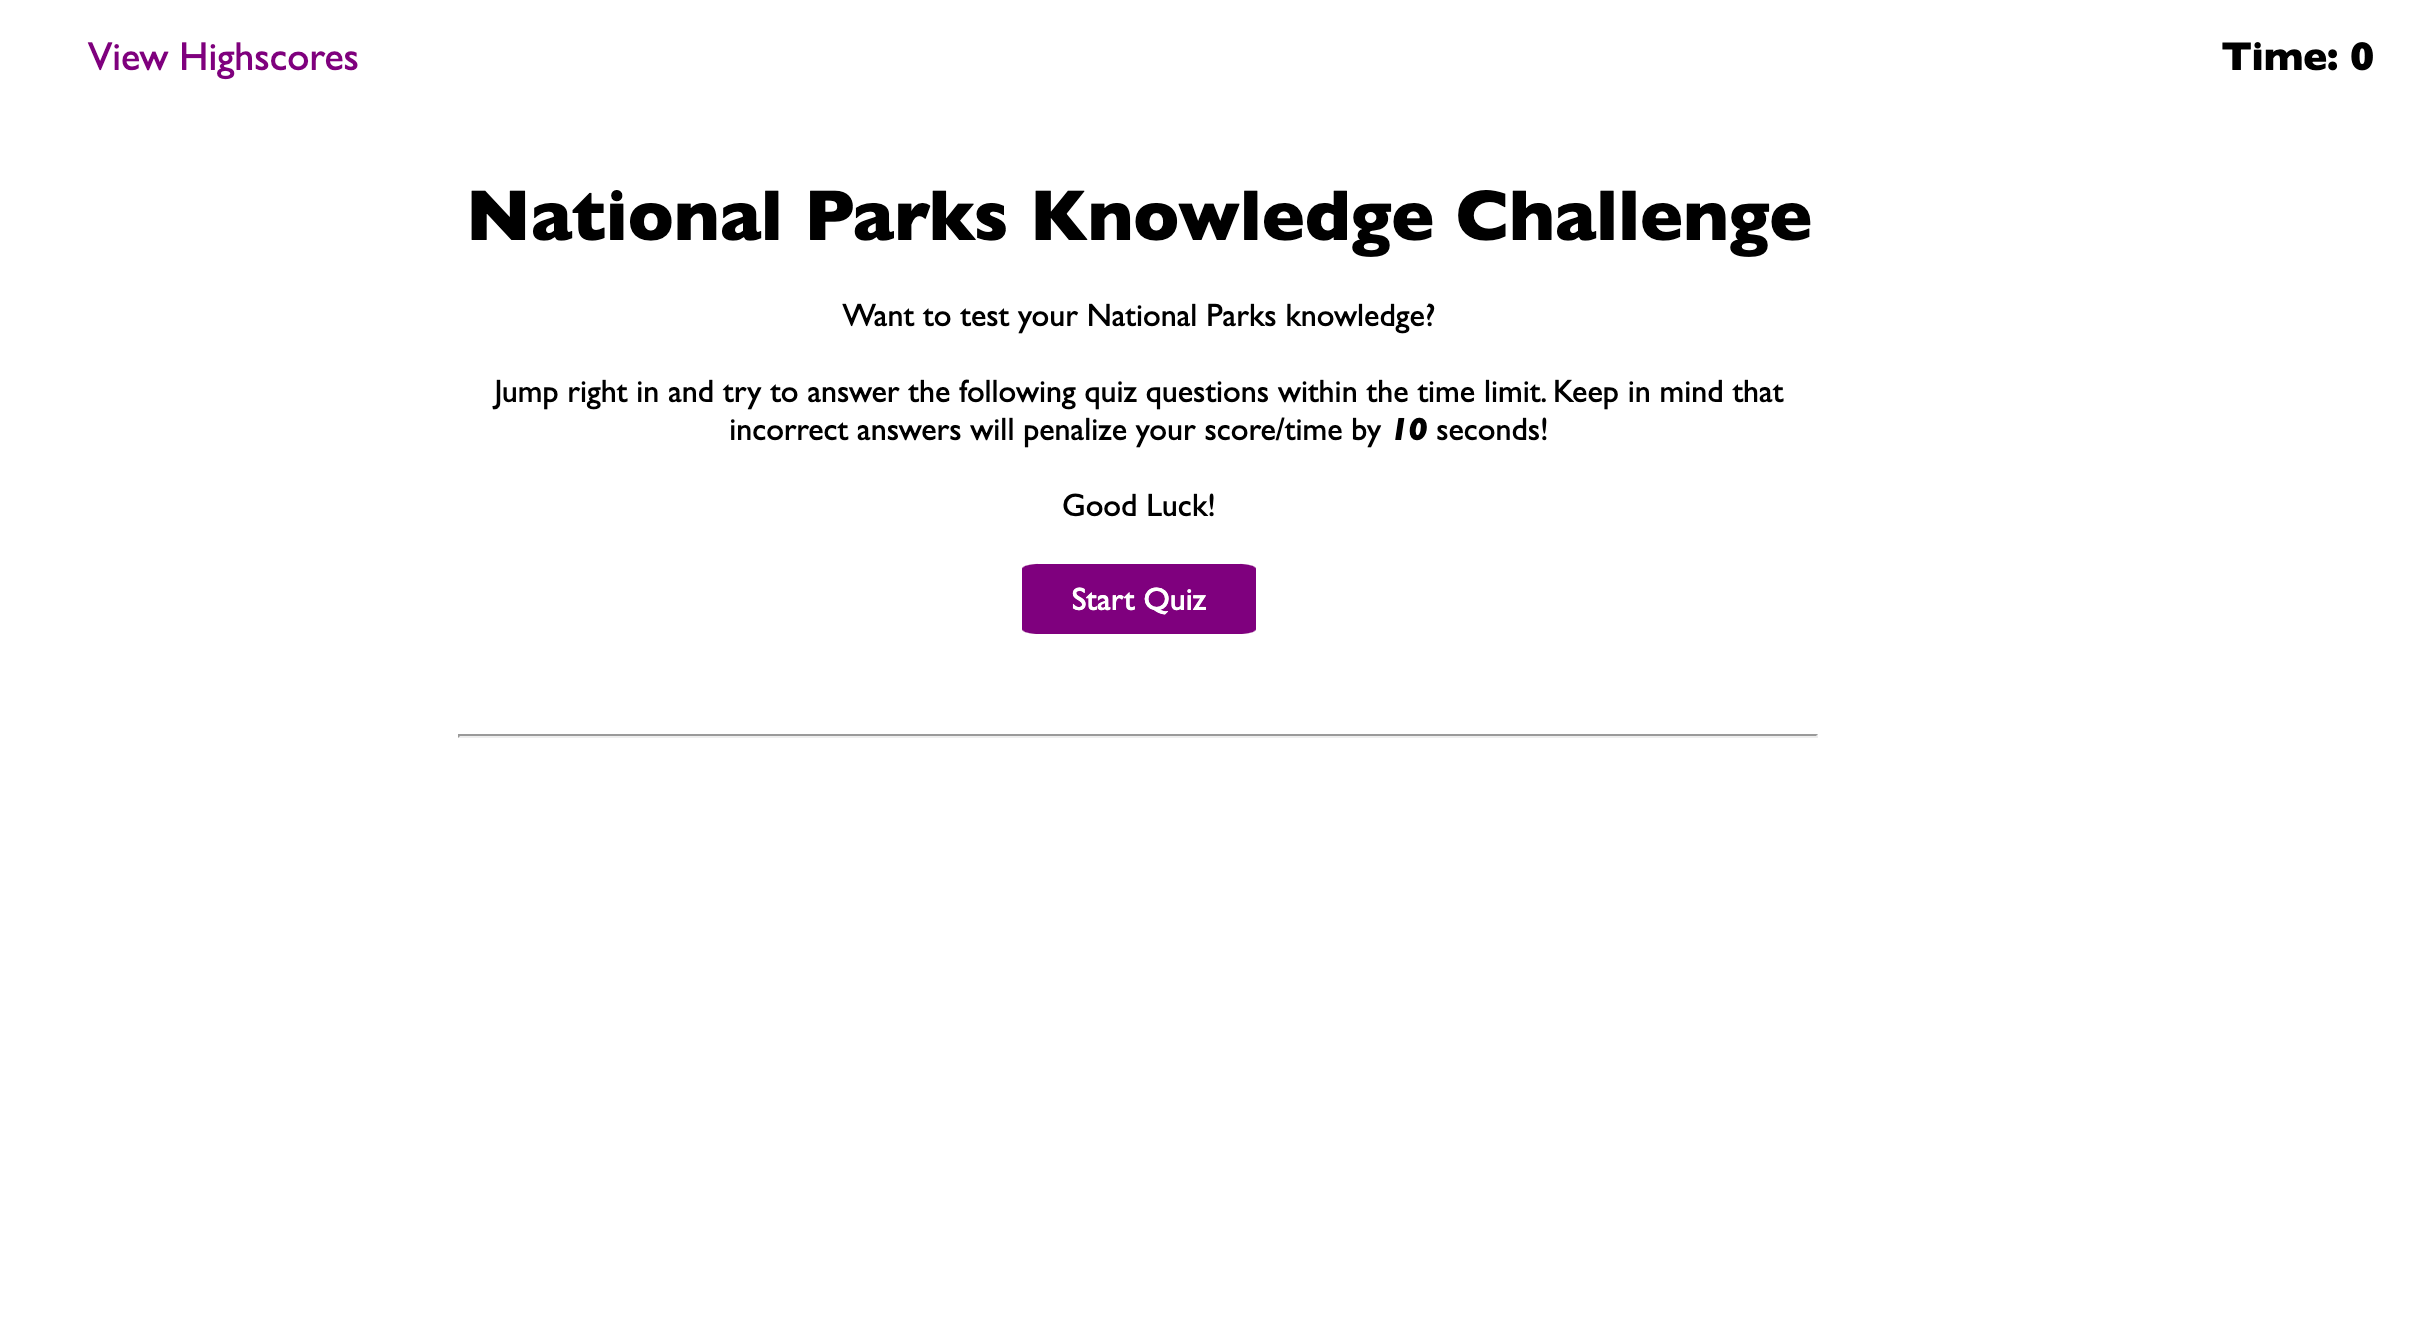 View Highscores
Time: 0
National Parks Knowledge Challenge
Want to test your National Parks knowledge?
Jump right in and try to answer the following quiz questions within the time limit. Keep in mind that
incorrect answers will penalize your score/time by 10 seconds!
Good Luck!
Start Quiz